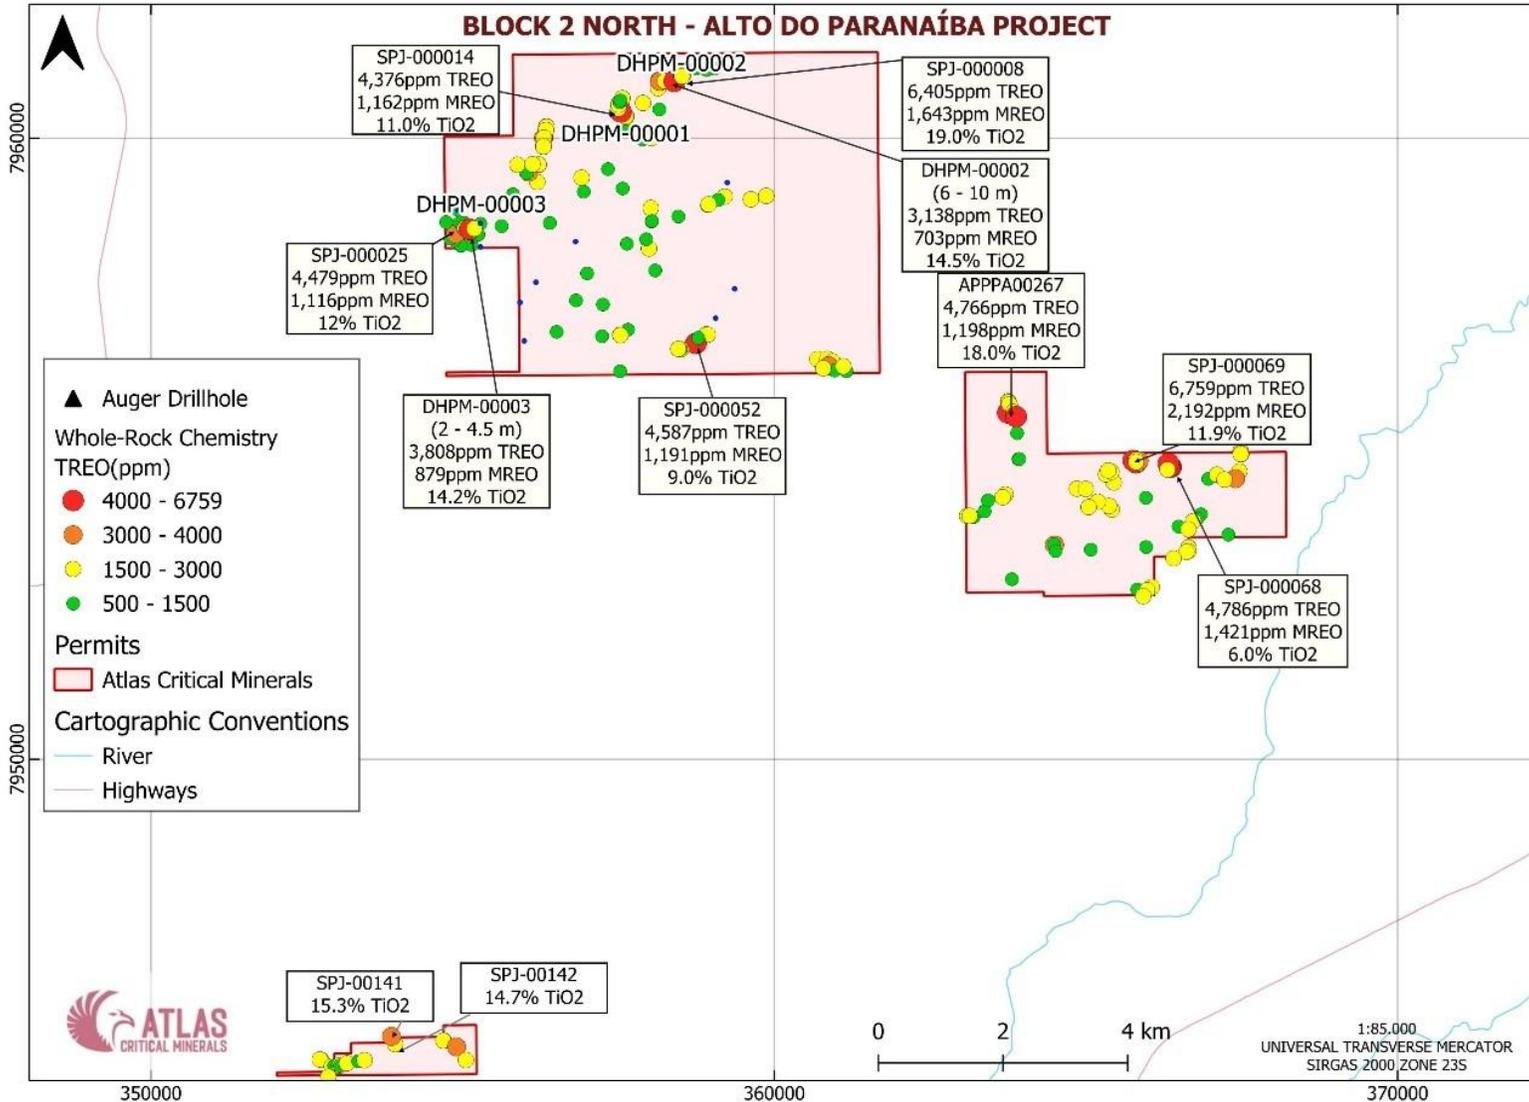 BLOCK 2 NORTH - ALTO DO PARANAÍBA PROJECT
SPJ-000014
4,376ppm TREO
1,162ppm MREO
11.0% TiO2
DHPM-00002
SPJ-000008
6,405ppm TREO
1,643ppm MREO
19.0% TiO2
DHPM-00001
DHPM-00002
(6 - 10 m)
3,138ppm TREO
703ppm MREO
14.5% TiO2
DHPM-00003
SPJ-000025
4,479ppm TREO
1,116ppm MREO
12% TiO2
APPPA00267
4,766ppm TREO
1,198ppm MREO
18.0% TiO2
SPJ-000069
6,759ppm TREO
2,192ppm MREO
11.9% TiO2
DHPM-00003
(2 - 4.5 m)
3,808ppm TREO
879ppm MREO
14.2% TiO2
SPJ-000052
4,587ppm TREO
1,191ppm MREO
9.0% TiO2
SPJ-000068
4,786ppm TREO
1,421ppm MREO
6.0% TiO2
Auger Drillhole
Whole-Rock Chemistry
TREO(ppm)
4000 - 6759
3000 - 4000
1500 - 3000
500 - 1500
Permits
Atlas Critical Minerals
Cartographic Conventions
River
Highways
7960000
7950000
SPJ-00141
15.3% TiO2
SPJ-00142
14.7% TiO2
ATLAS
CRITICAL MINERALS
0 2 4 km
1:85.000
UNIVERSAL TRANSVERSE MERCATOR
SIRGAS 2000 ZONE 23S
350000 360000 370000